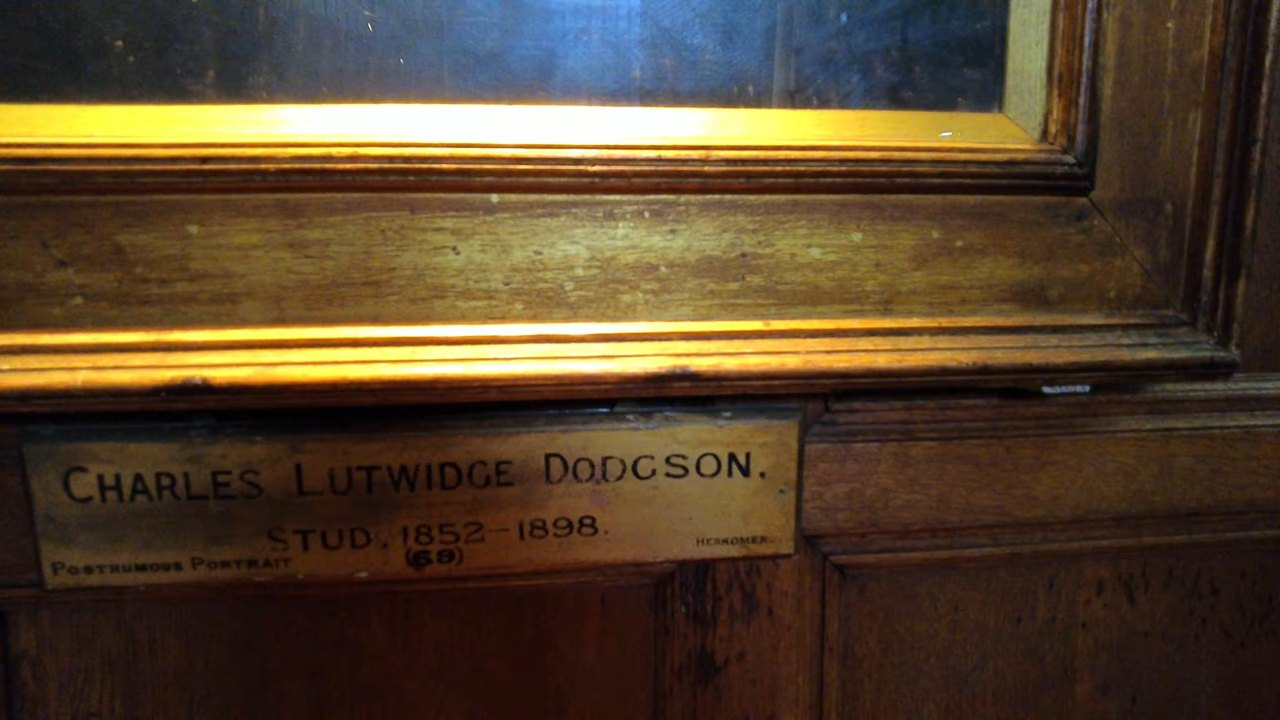 CHARLES LUTWIDGE DODGSON.
STUD. 1852-1898.
POSTHUMOUS PORTRAIT (69) HERKOMER.